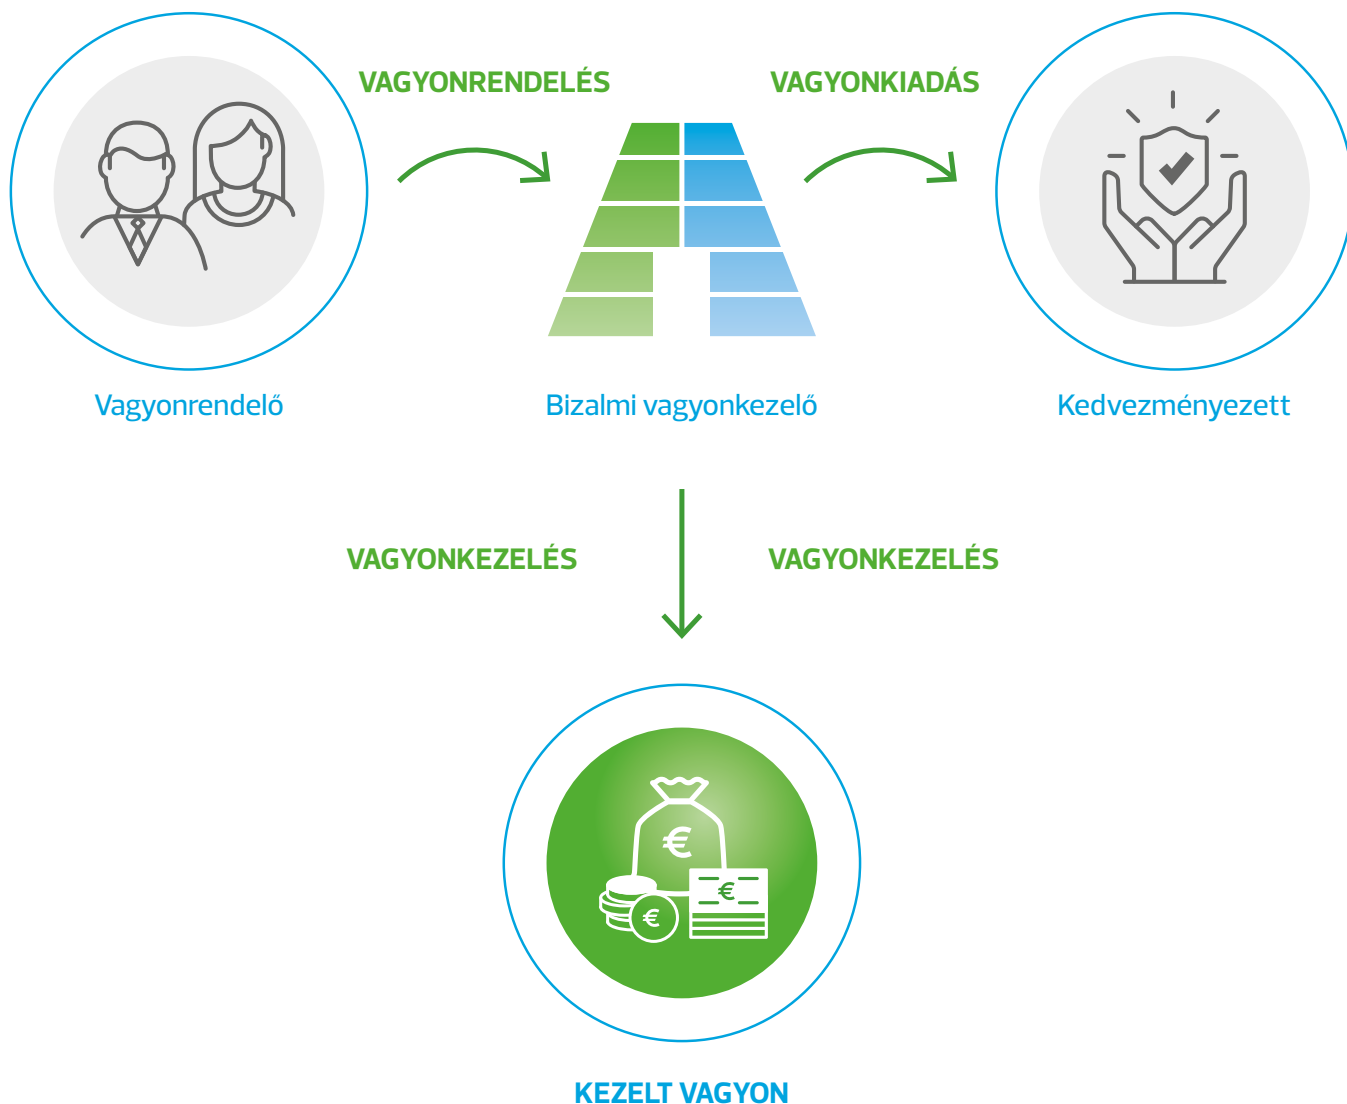 VAGYONRENDELÉS
VAGYONKIADÁS
Vagyonrendelő
Bizalmi vagyonkezelő
Kedvezményezett
VAGYONKEZELÉS
VAGYONKEZELÉS
€
€
€
KEZELT VAGYON